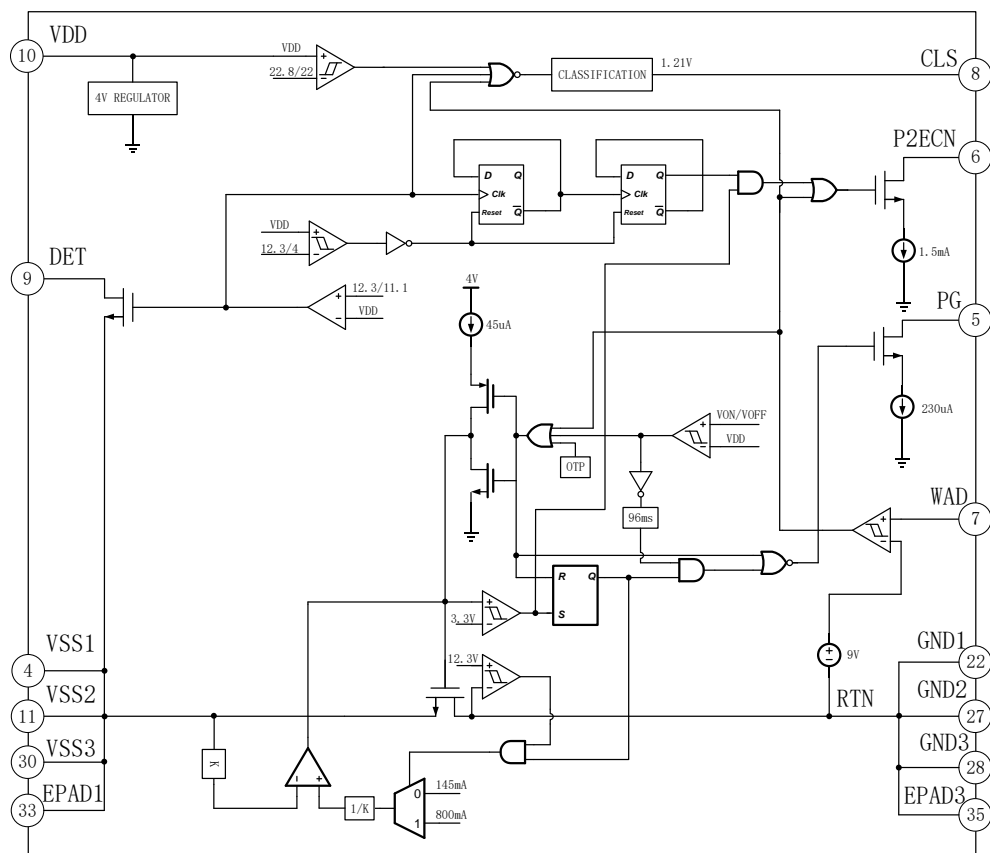 VDD
10
VDD
22.8/22
4V REGULATOR
CLASSIFICATION
1.21V
CLS
8
P2ECN
6
D Q
Clk
Reset Q
D Q
Clk
Reset Q
VDD
12.3/4
1.5mA
DET
9
12.3/11.1
VDD
4V
45uA
PG
5
VON/VOFF
VDD
230uA
OTP
WAD
7
96ms
R Q
S
3.3V
VSS1
4
12.3V
9V
GND1
22
VSS2
11
RTN
GND2
27
VSS3
30
K
GND3
28
EPAD1
33
1/K
0
1
145mA
800mA
EPAD3
35